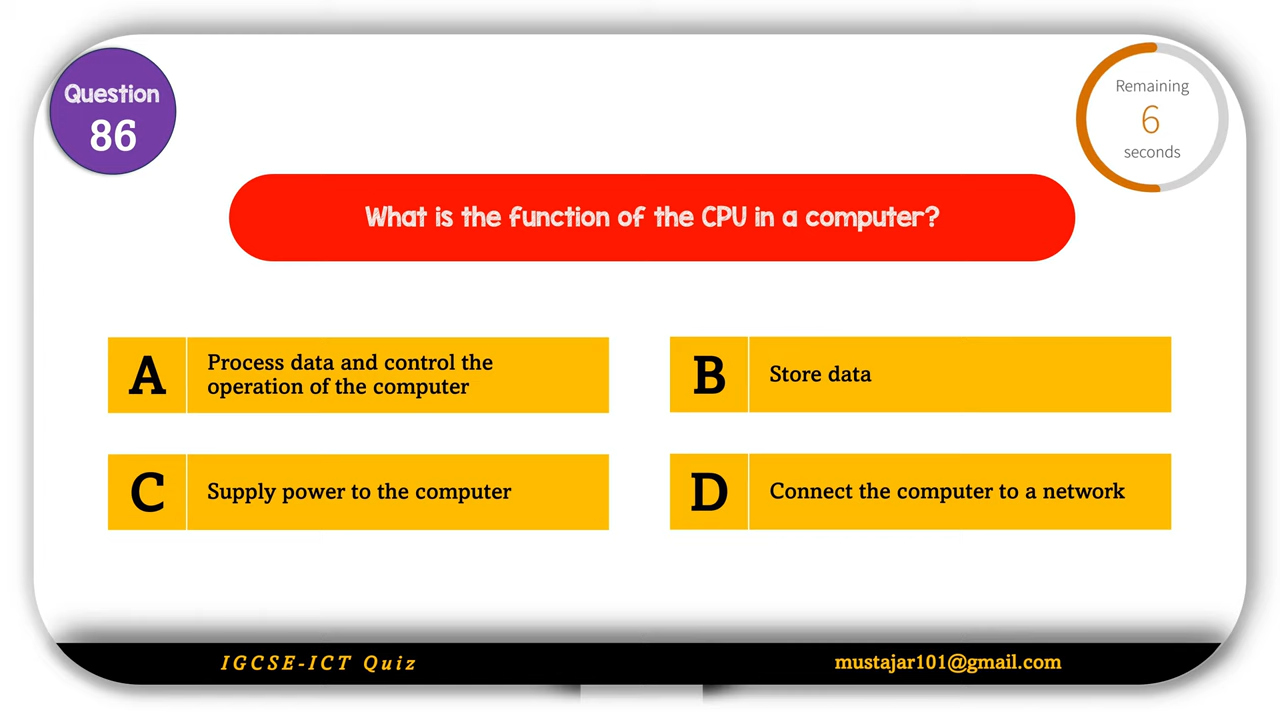 Question
86
Remaining
6
seconds
What is the function of the CPU in a computer?
A
Process data and control the
operation of the computer
B
Store data
C
Supply power to the computer
D
Connect the computer to a network
IGCSE-ICT Quiz
mustajar101@gmail.com